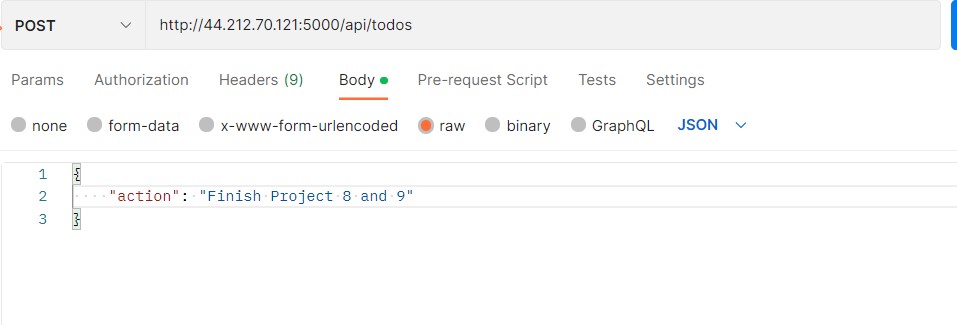 POST http://44.212.70.121:5000/api/todos
Params Authorization Headers (9) Body Pre-request Script Tests Settings
none form-data x-www-form-urlencoded raw binary GraphQL JSON
1 {
2 "action": "Finish Project 8 and 9"
3 }